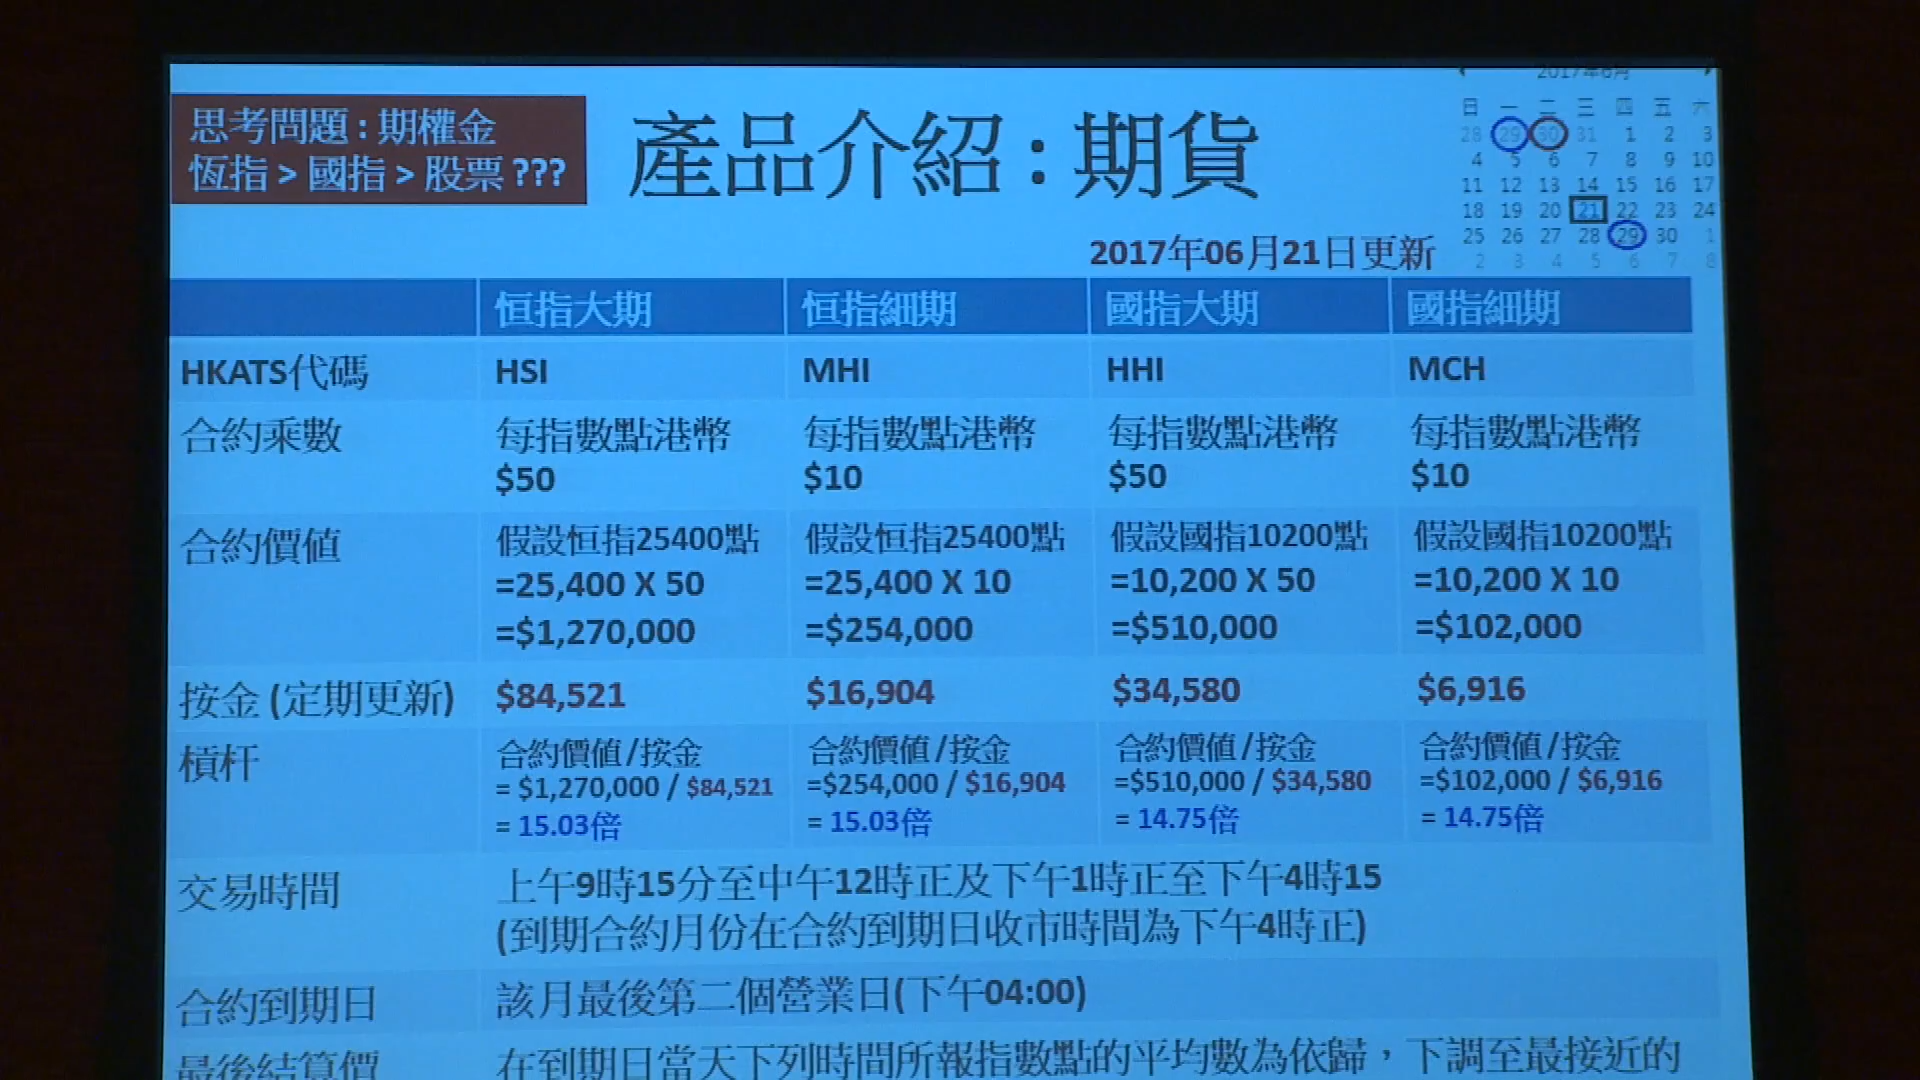 思考問題 : 期權金
恆指 > 國指 > 股票 ???
產品介紹 : 期貨
2017年6月
日 一 二 三 四 五 六
28 29 30 31 1 2 3
4 5 6 7 8 9 10
11 12 13 14 15 16 17
18 19 20 21 22 23 24
25 26 27 28 29 30 1
2 3 4 5 6 7 8
2017年06月21日更新
恒指大期 恒指細期 國指大期 國指細期
HKATS代碼 HSI MHI HHI MCH
合約乘數 每指數點港幣 每指數點港幣 每指數點港幣 每指數點港幣
$50 $10 $50 $10
合約價值 假設恒指25400點 假設恒指25400點 假設國指10200點 假設國指10200點
=25,400 X 50 =25,400 X 10 =10,200 X 50 =10,200 X 10
=$1,270,000 =$254,000 =$510,000 =$102,000
按金 (定期更新) $84,521 $16,904 $34,580 $6,916
槓杆 合約價值 /按金 合約價值 /按金 合約價值 /按金 合約價值 /按金
= $1,270,000 / $84,521 =$254,000 / $16,904 =$510,000 / $34,580 =$102,000 / $6,916
= 15.03倍 = 15.03倍 = 14.75倍 = 14.75倍
交易時間 上午9時15分至中午12時正及下午1時正至下午4時15
(到期合約月份在合約到期日收市時間為下午4時正)
合約到期日 該月最後第二個營業日(下午04:00)
最後結算價 在到期日當天下列時間所報指數點的平均數為依歸，下調至最接近的